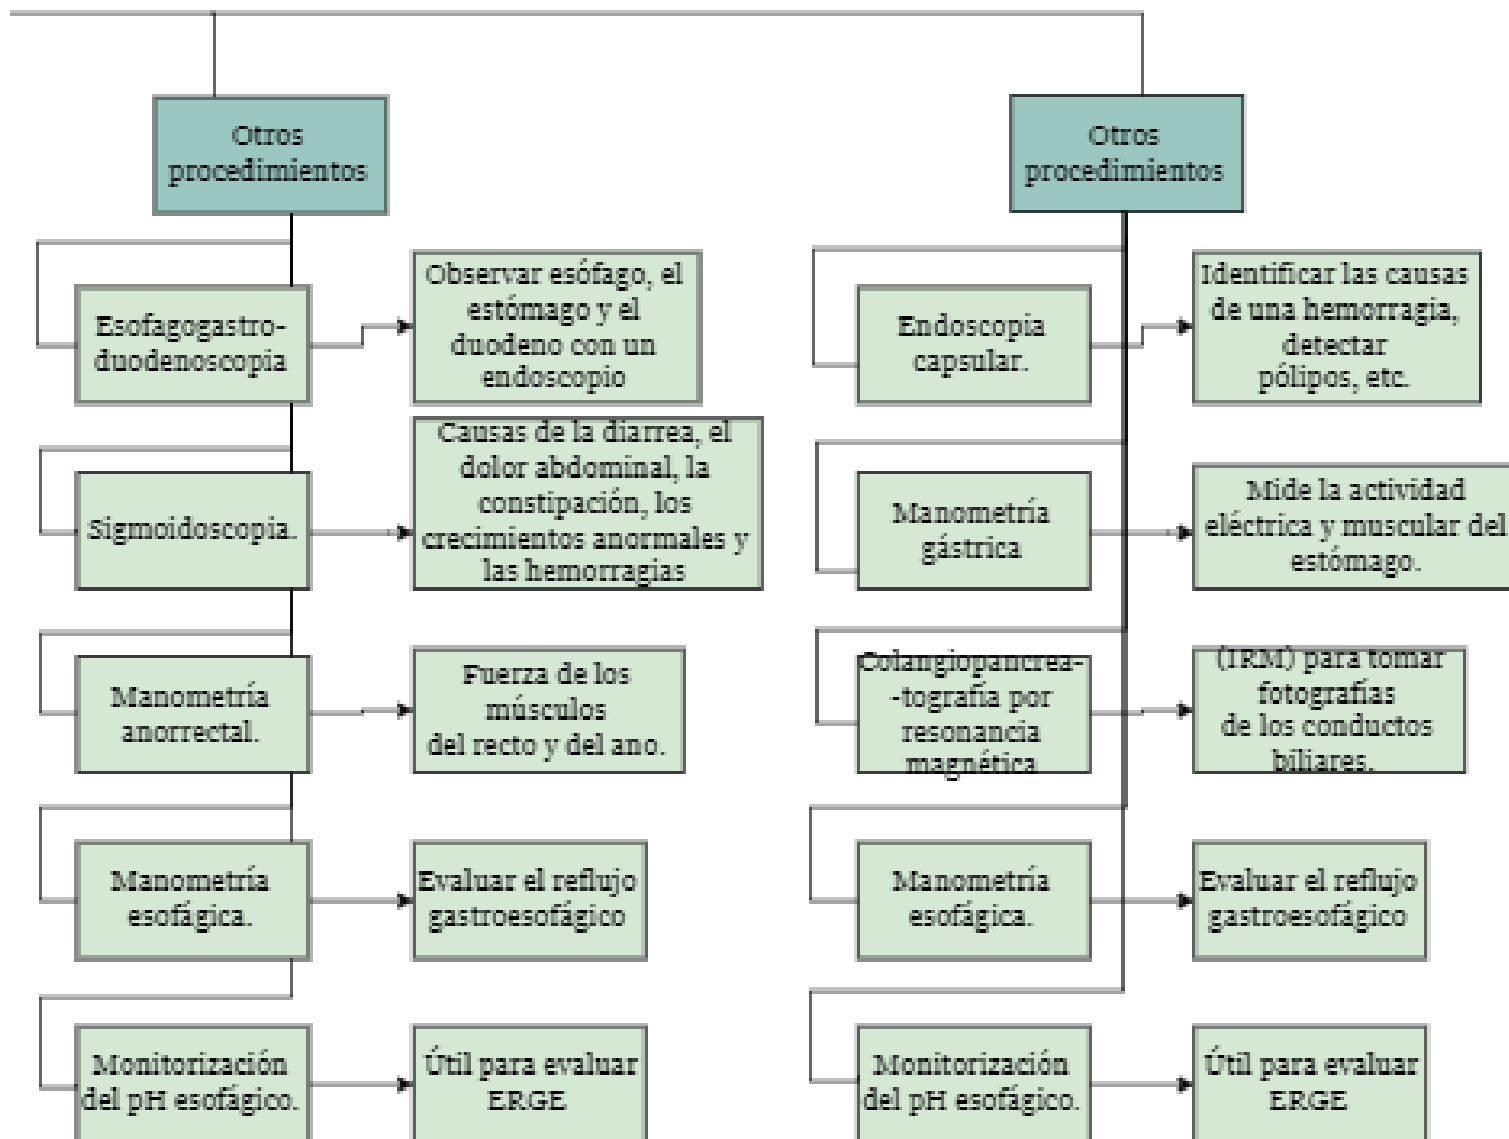 Otros
procedimientos
Esofagogastro-
duodenoscopia
Observar esófago, el
estómago y el
duodeno con un
endoscopio
Sigmoidoscopia.
Causas de la diarrea, el
dolor abdominal, la
constipación, los
crecimientos anormales y
las hemorragias
Manometría
anorrectal.
Fuerza de los
músculos
del recto y del ano.
Manometría
esofágica.
Evaluar el reflujo
gastroesofágico
Monitorización
del pH esofágico.
Útil para evaluar
ERGE
Otros
procedimientos
Endoscopia
capsular.
Identificar las causas
de una hemorragia,
detectar
pólipos, etc.
Manometría
gástrica
Mide la actividad
eléctrica y muscular del
estómago.
Colangiopancrea-
-tografía por
resonancia
magnética
(IRM) para tomar
fotografías
de los conductos
biliares.
Manometría
esofágica.
Evaluar el reflujo
gastroesofágico
Monitorización
del pH esofágico.
Útil para evaluar
ERGE